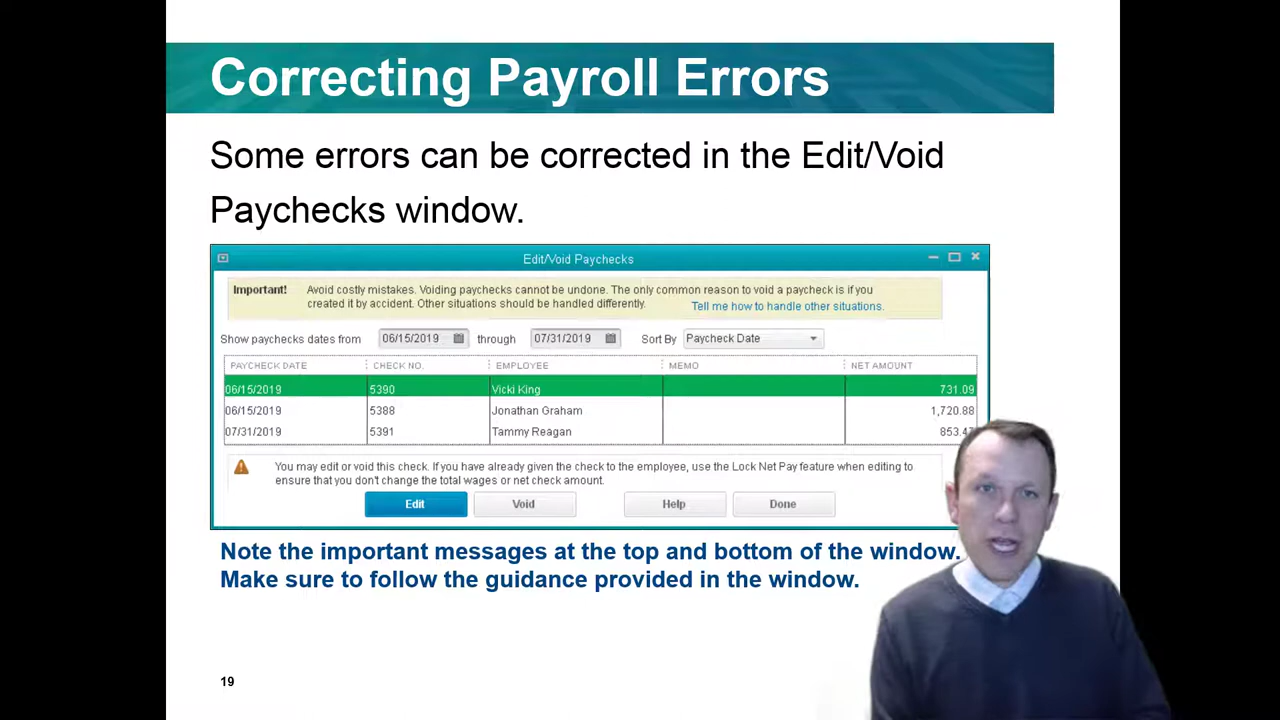 Correcting Payroll Errors
Some errors can be corrected in the Edit/Void
Paychecks window.
Edit/Void Paychecks
Important! Avoid costly mistakes. Voiding paychecks cannot be undone. The only common reason to void a paycheck is if you
created it by accident. Other situations should be handled differently. Tell me how to handle other situations.
Show paychecks dates from 06/15/2019 through 07/31/2019 Sort By Paycheck Date
PAYCHECK DATE CHECK NO. EMPLOYEE MEMO NET AMOUNT
06/15/2019 5390 Vicki King 731.09
06/15/2019 5388 Jonathan Graham 1,720.88
07/31/2019 5391 Tammy Reagan 853.47
You may edit or void this check. If you have already given the check to the employee, use the Lock Net Pay feature when editing to
ensure that you don't change the total wages or net check amount.
Edit Void Help Done
Note the important messages at the top and bottom of the window.
Make sure to follow the guidance provided in the window.
19